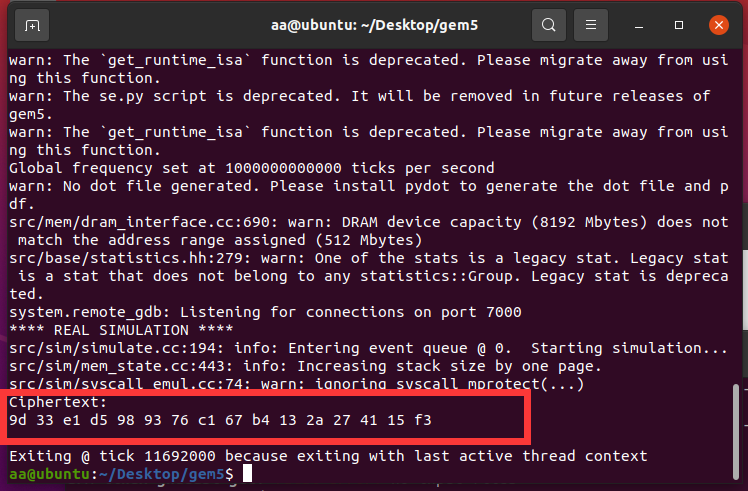 aa@ubuntu: ~/Desktop/gem5
warn: The `get_runtime_isa` function is deprecated. Please migrate away from usi
ng this function.
warn: The se.py script is deprecated. It will be removed in future releases of
gem5.
warn: The `get_runtime_isa` function is deprecated. Please migrate away from usi
ng this function.
Global frequency set at 1000000000000 ticks per second
warn: No dot file generated. Please install pydot to generate the dot file and p
df.
src/mem/dram_interface.cc:690: warn: DRAM device capacity (8192 Mbytes) does not
 match the address range assigned (512 Mbytes)
src/base/statistics.hh:279: warn: One of the stats is a legacy stat. Legacy stat
 is a stat that does not belong to any statistics::Group. Legacy stat is depreca
ted.
system.remote_gdb: Listening for connections on port 7000
**** REAL SIMULATION ****
src/sim/simulate.cc:194: info: Entering event queue @ 0.  Starting simulation...
src/sim/mem_state.cc:443: info: Increasing stack size by one page.
src/sim/syscall_emul.cc:74: warn: ignoring syscall mprotect(...)
Ciphertext:
9d 33 e1 d5 98 93 76 c1 67 b4 13 2a 27 41 15 f3
Exiting @ tick 11692000 because exiting with last active thread context
aa@ubuntu:~/Desktop/gem5$